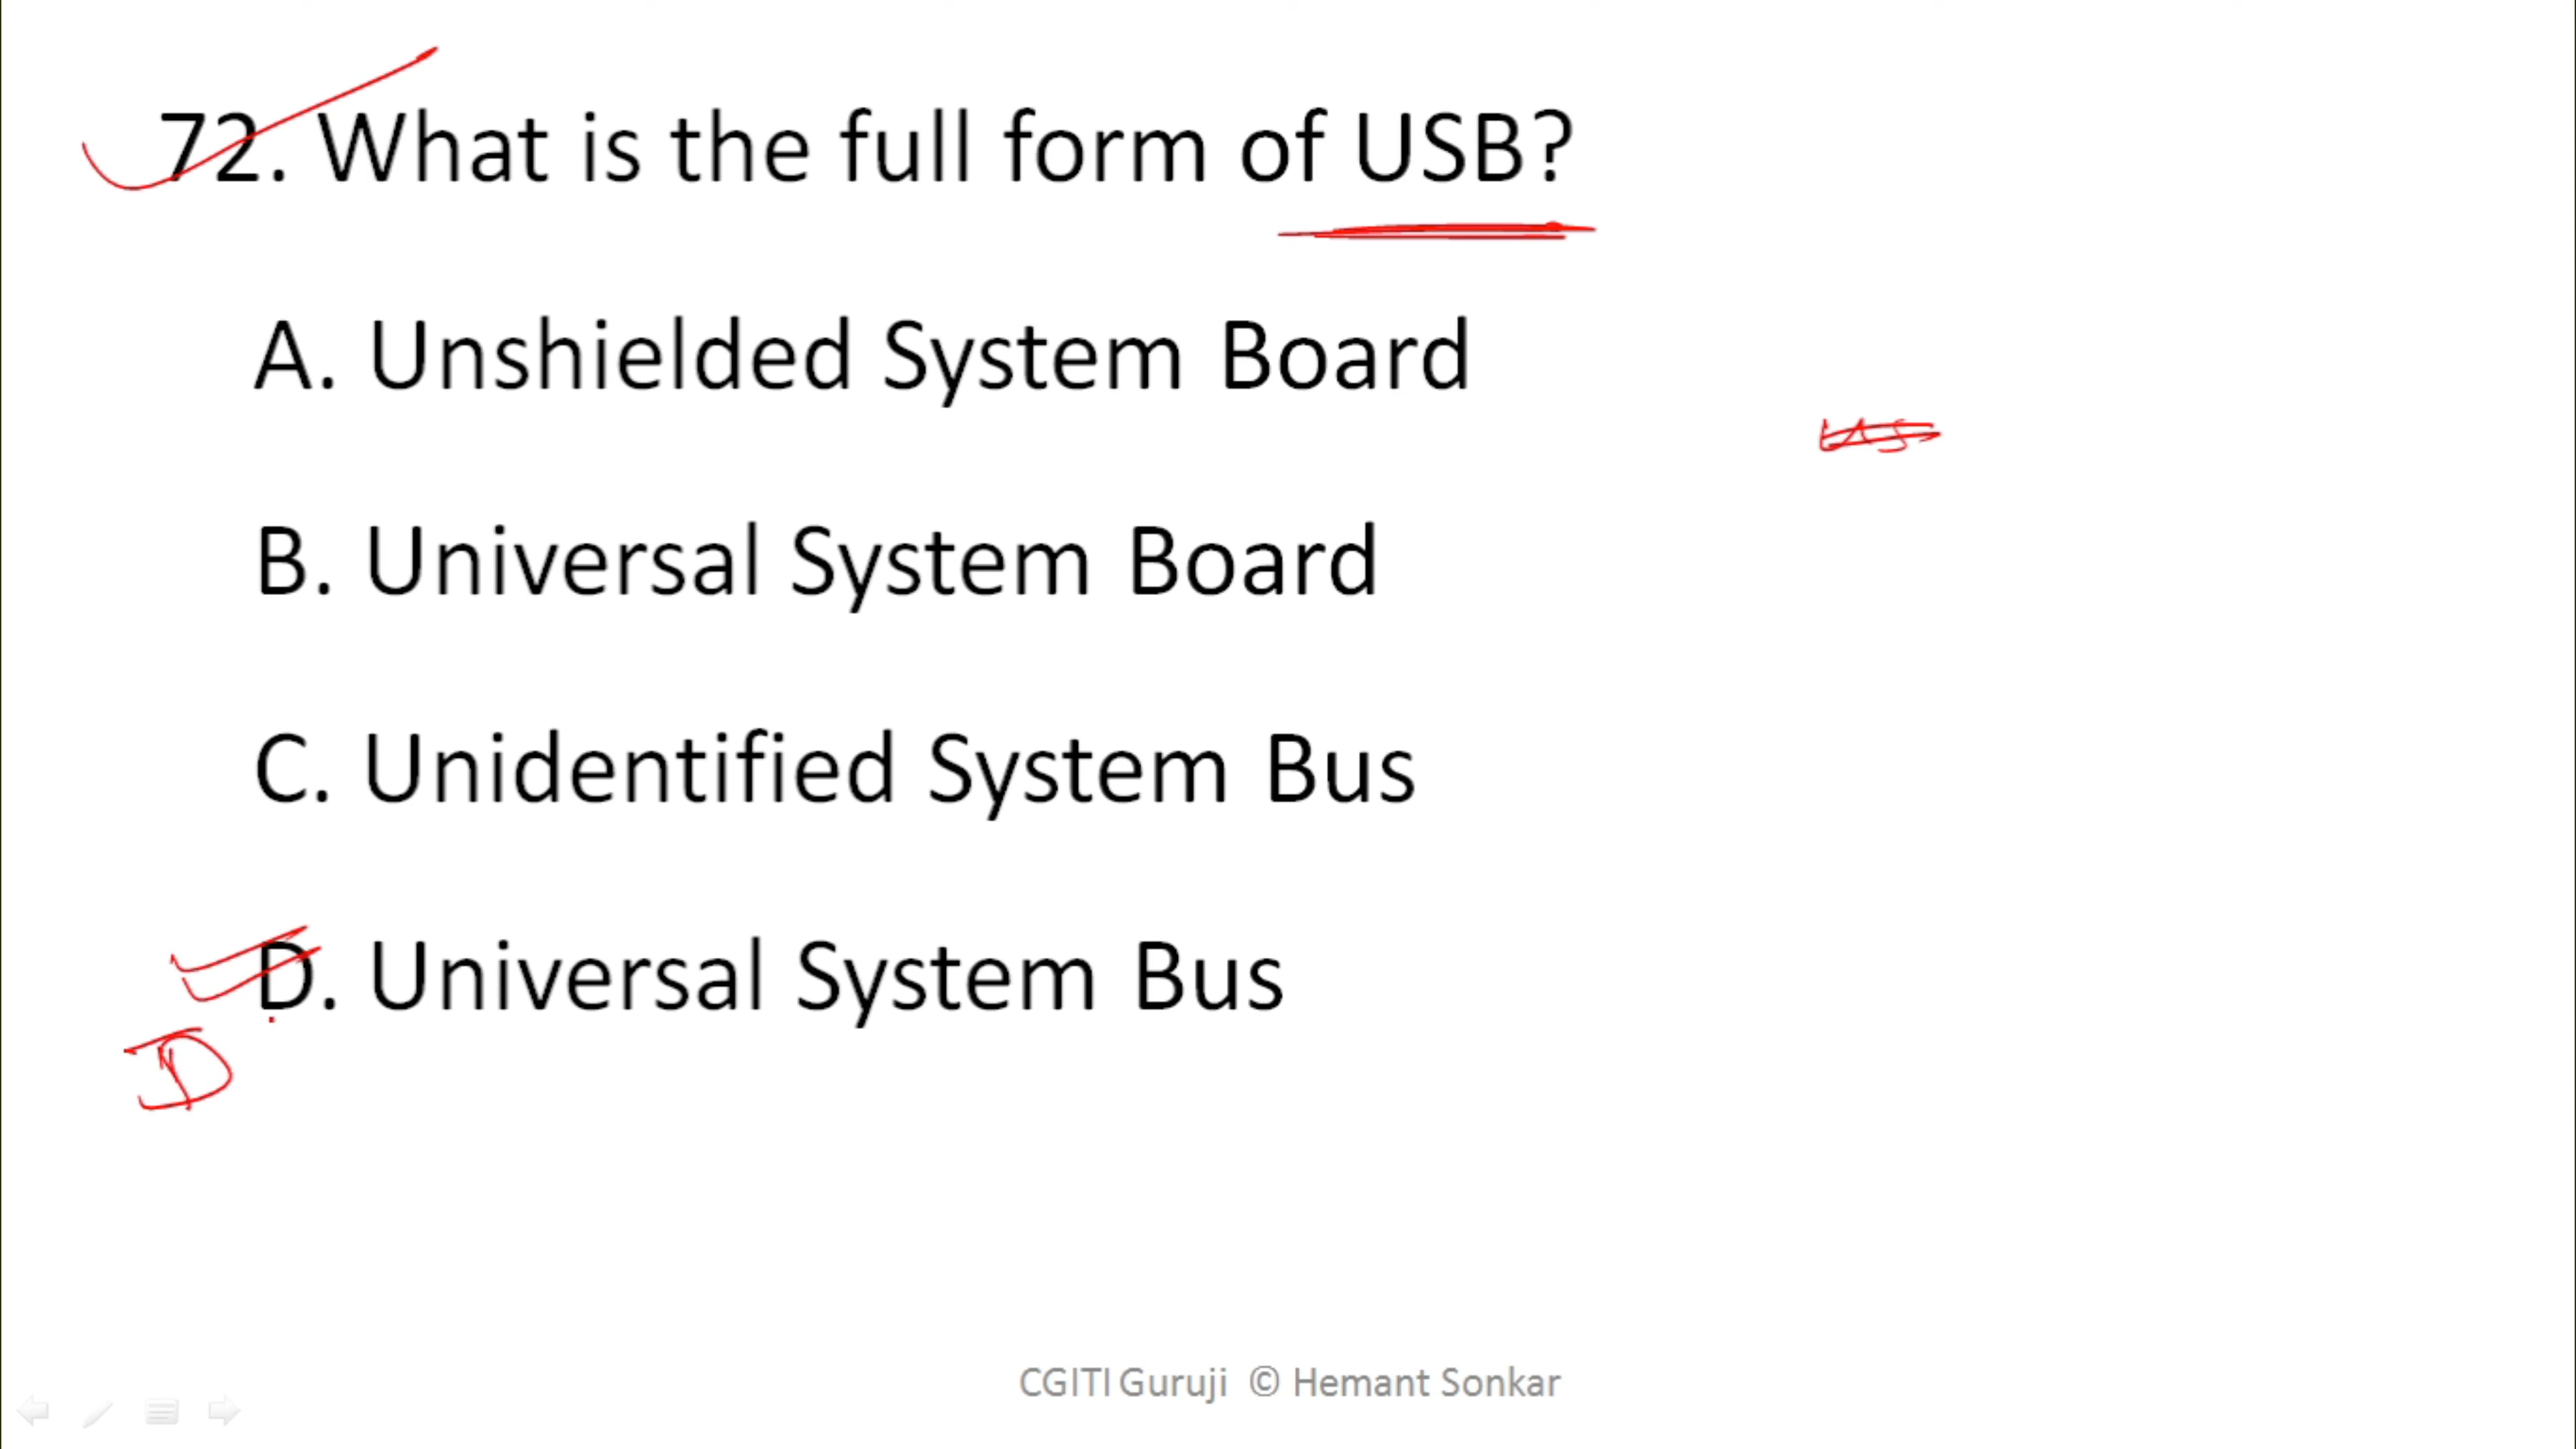 72. What is the full form of USB?
A. Unshielded System Board
B. Universal System Board
C. Unidentified System Bus
D. Universal System Bus
D
CGITI Guruji © Hemant Sonkar